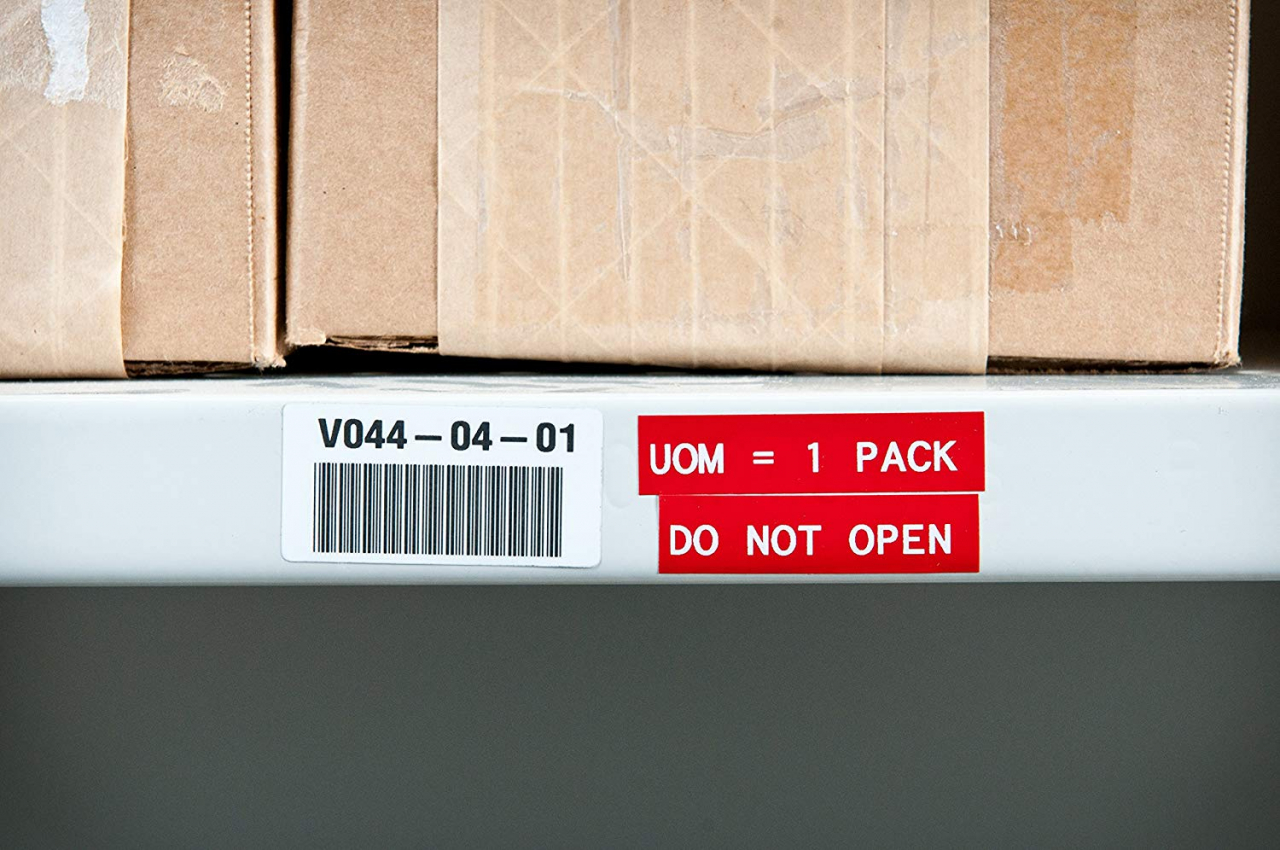 V044-04-01
UOM = 1 PACK
DO NOT OPEN